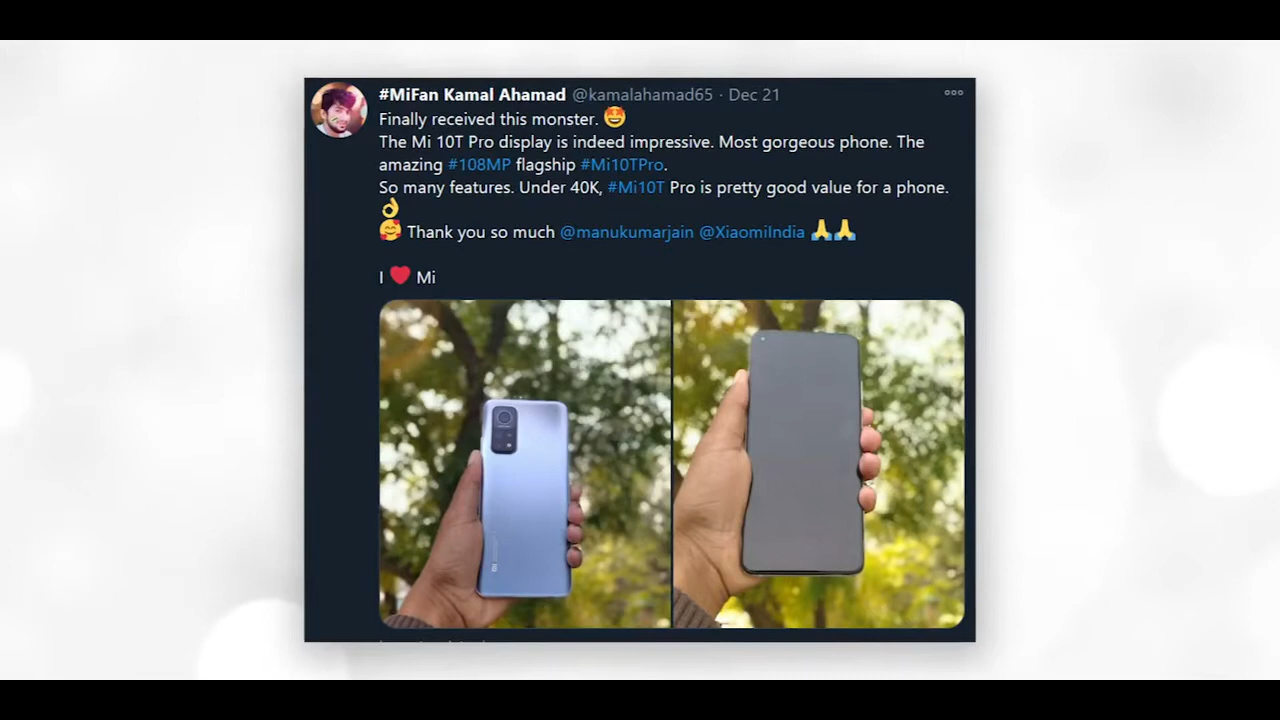 #MiFan Kamal Ahamad @kamalahamad65 · Dec 21
Finally received this monster. 🤩
The Mi 10T Pro display is indeed impressive. Most gorgeous phone. The
amazing #108MP flagship #Mi10TPro.
So many features. Under 40K, #Mi10T Pro is pretty good value for a phone.
👌
🥰 Thank you so much @manukumarjain @XiaomiIndia 🙏🙏
I ❤️ Mi